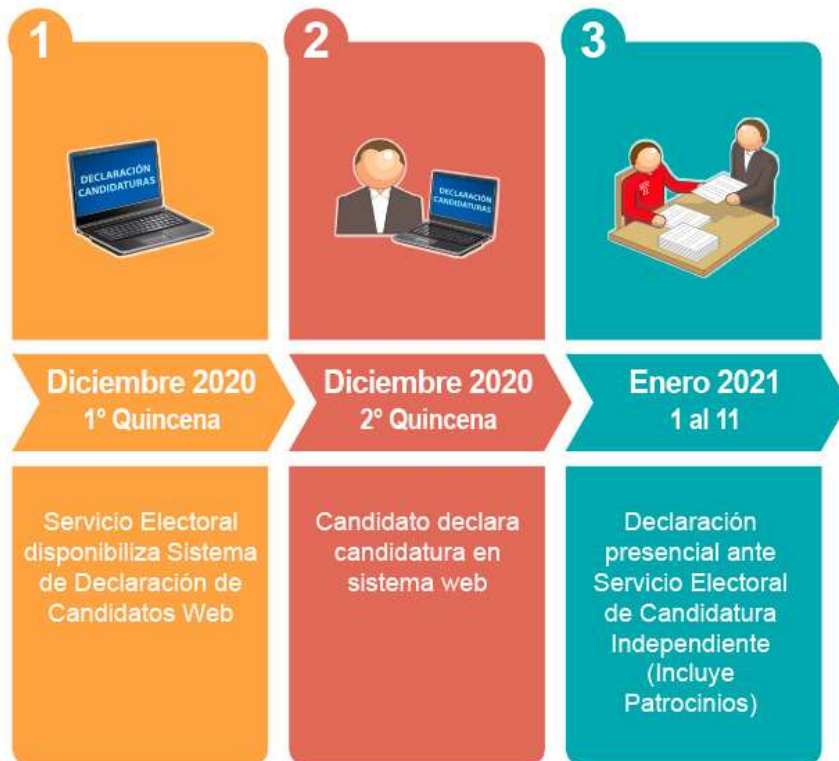 1
DECLARACIÓN
CANDIDATURAS
Diciembre 2020
1° Quincena
Servicio Electoral
disponibiliza Sistema
de Declaración de
Candidatos Web
2
DECLARACIÓN
CANDIDATURAS
Diciembre 2020
2° Quincena
Candidato declara
candidatura en
sistema web
3
Enero 2021
1 al 11
Declaración
presencial ante
Servicio Electoral
de Candidatura
Independiente
(Incluye
Patrocinios)